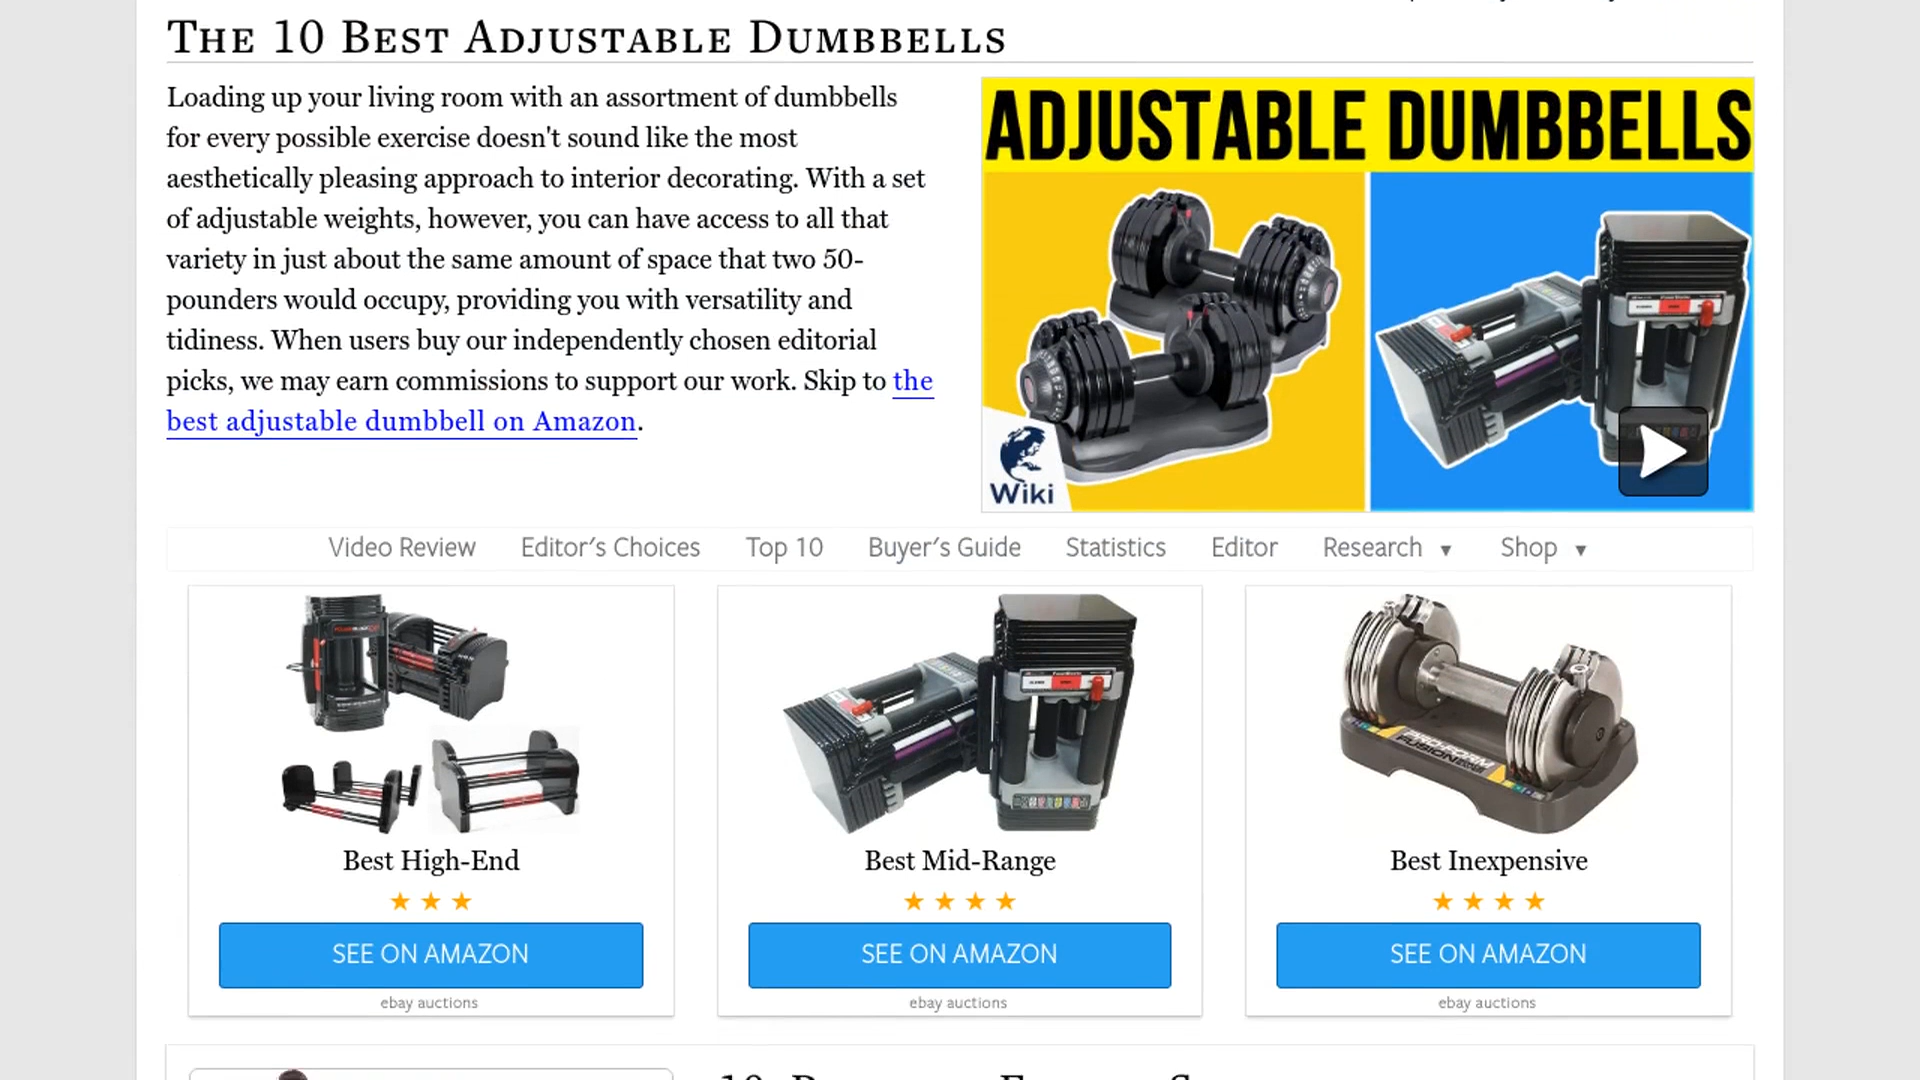 THE 10 BEST ADJUSTABLE DUMBBELLS
Loading up your living room with an assortment of dumbbells
for every possible exercise doesn't sound like the most
aesthetically pleasing approach to interior decorating. With a set
of adjustable weights, however, you can have access to all that
variety in just about the same amount of space that two 50-
pounders would occupy, providing you with versatility and
tidiness. When users buy our independently chosen editorial
picks, we may earn commissions to support our work. Skip to the
best adjustable dumbbell on Amazon.
ADJUSTABLE DUMBBELLS
Wiki
Video Review Editor's Choices Top 10 Buyer's Guide Statistics Editor Research ▼ Shop ▼
PRO-FORM
FUSION
Best High-End
Best Mid-Range
Best Inexpensive
SEE ON AMAZON
SEE ON AMAZON
SEE ON AMAZON
ebay auctions
ebay auctions
ebay auctions